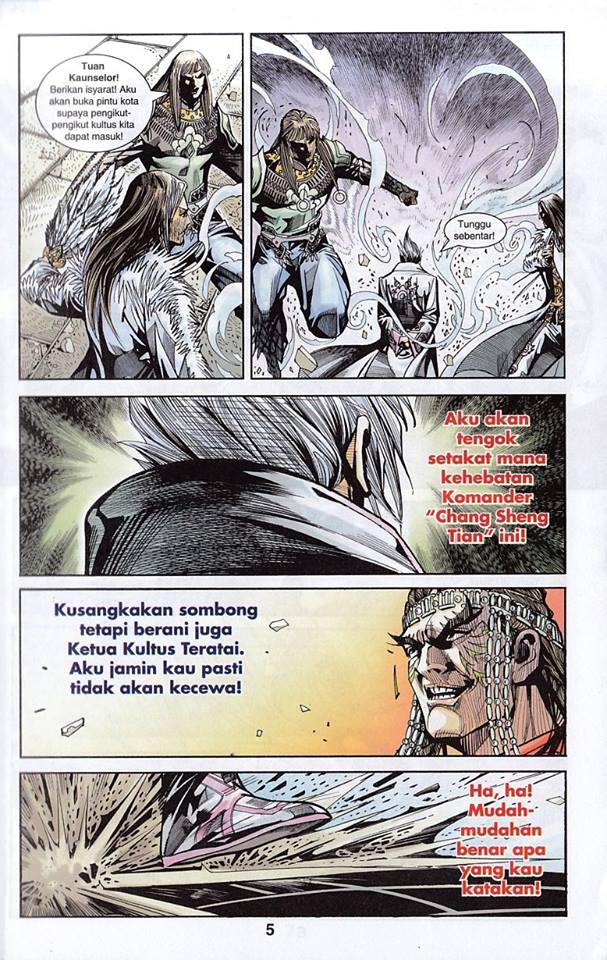 Tuan
Kaunselor!
Berikan isyarat! Aku
akan buka pintu kota
supaya pengikut-
pengikut kultus kita
dapat masuk!
Tunggu
sebentar!
Aku akan
tengok
setakat mana
kehebatan
Komander
"Chang Sheng
Tian" ini!
Kusangkakan sombong
tetapi berani juga
Ketua Kultus Teratai.
Aku jamin kau pasti
tidak akan kecewa!
Ha, ha!
Mudah-
mudahan
benar apa
yang kau
katakan!
5